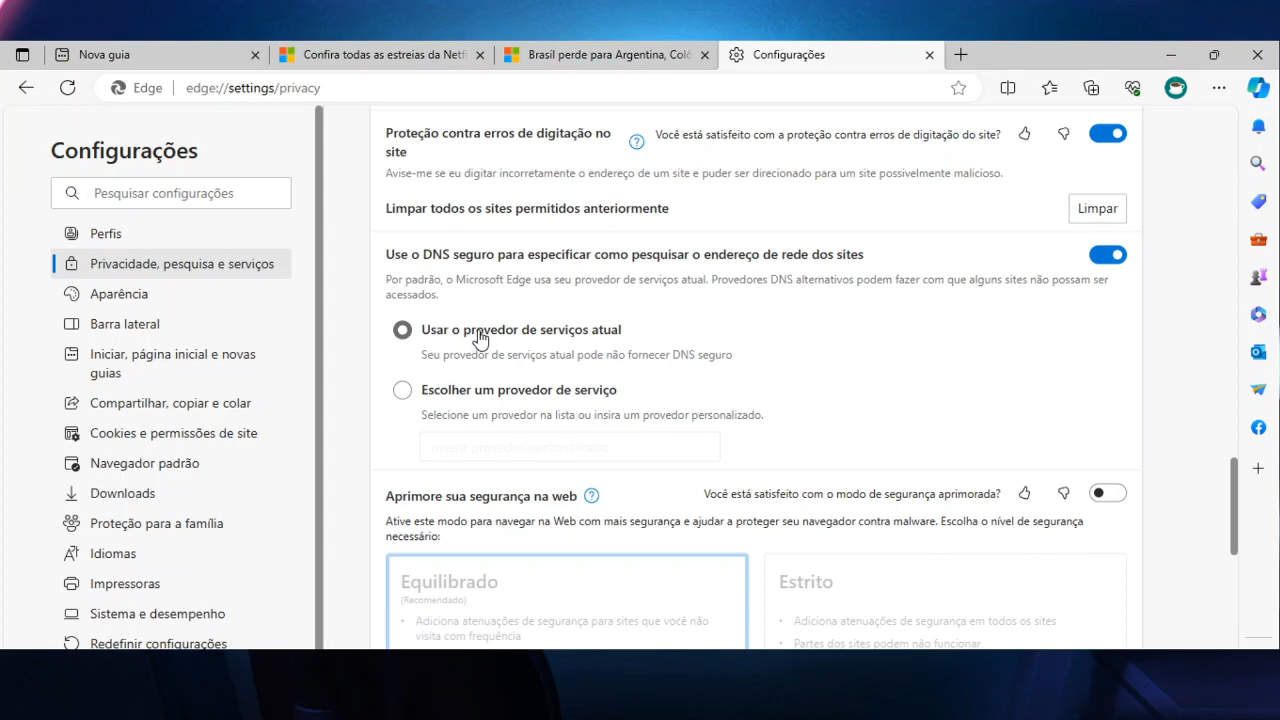 Nova guia
Confira todas as estreias da Netfl
Brasil perde para Argentina, Coló
Configurações
Edge
edge://settings/privacy
Configurações
Pesquisar configurações
Perfis
Privacidade, pesquisa e serviços
Aparência
Barra lateral
Iniciar, página inicial e novas
guias
Compartilhar, copiar e colar
Cookies e permissões de site
Navegador padrão
Downloads
Proteção para a família
Idiomas
Impressoras
Sistema e desempenho
Redefinir configurações
Proteção contra erros de digitação no
site
Você está satisfeito com a proteção contra erros de digitação do site?
Avise-me se eu digitar incorretamente o endereço de um site e puder ser direcionado para um site possivelmente malicioso.
Limpar todos os sites permitidos anteriormente
Limpar
Use o DNS seguro para especificar como pesquisar o endereço de rede dos sites
Por padrão, o Microsoft Edge usa seu provedor de serviços atual. Provedores DNS alternativos podem fazer com que alguns sites não possam ser
acessados.
Usar o provedor de serviços atual
Seu provedor de serviços atual pode não fornecer DNS seguro
Escolher um provedor de serviço
Selecione um provedor na lista ou insira um provedor personalizado.
Inserir provedor personalizado
Aprimore sua segurança na web
Você está satisfeito com o modo de segurança aprimorada?
Ative este modo para navegar na Web com mais segurança e ajudar a proteger seu navegador contra malware. Escolha o nível de segurança
necessário:
Equilibrado
(Recomendado)
• Adiciona atenuações de segurança para sites que você não
visita com frequência
Estrito
• Adiciona atenuações de segurança em todos os sites
• Partes dos sites podem não funcionar